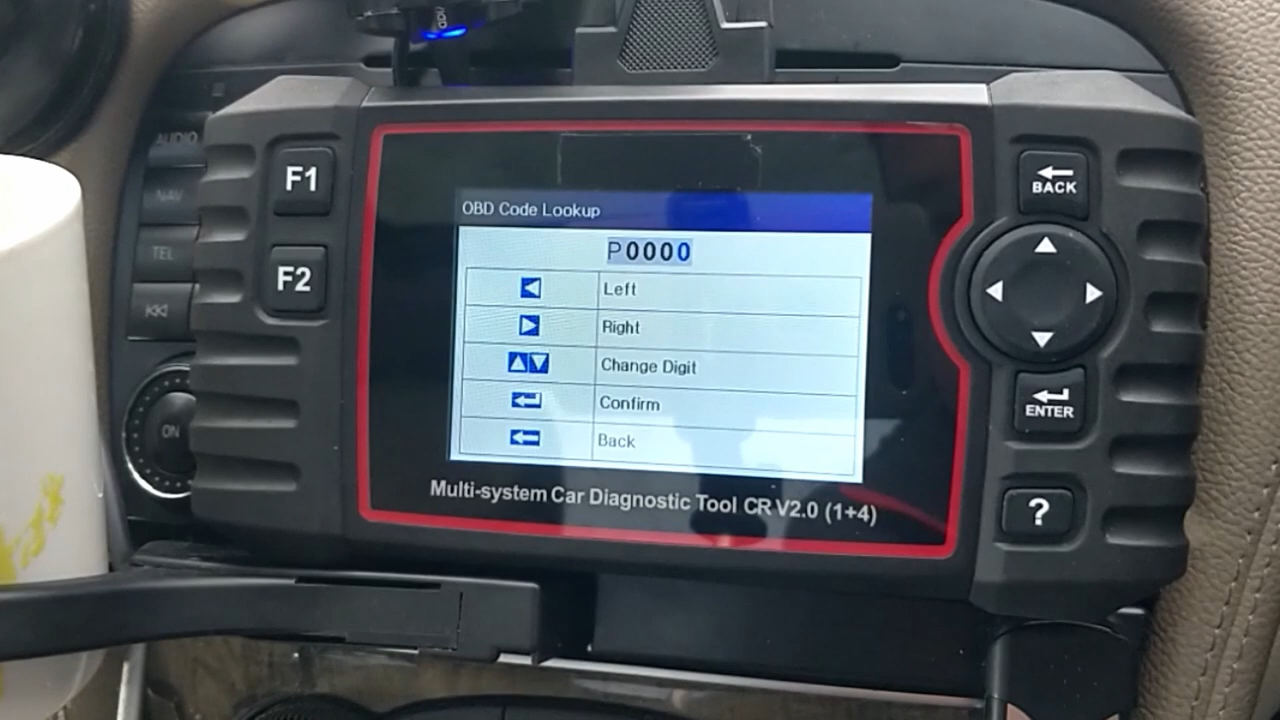 AUDIO
NAV
TEL
ON
F1
F2
OBD Code Lookup
P0000
Left
Right
Change Digit
Confirm
Back
Multi-system Car Diagnostic Tool CR V2.0 (1+4)
BACK
ENTER
?